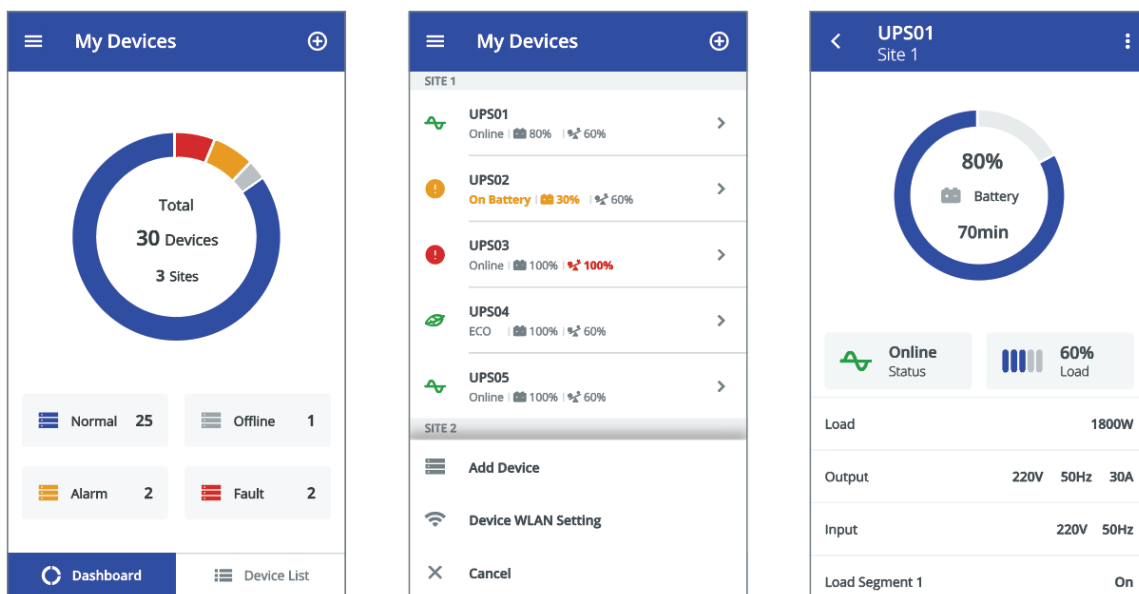 My Devices
Total
30 Devices
3 Sites
Normal 25
Offline 1
Alarm 2
Fault 2
Dashboard
Device List
My Devices
SITE 1
UPS01
Online 80% 60%
UPS02
On Battery 30% 60%
UPS03
Online 100% 100%
UPS04
ECO 100% 60%
UPS05
Online 100% 60%
SITE 2
Add Device
Device WLAN Setting
Cancel
UPS01
Site 1
80%
Battery
70min
Online
Status
60%
Load
Load 1800W
Output 220V 50Hz 30A
Input 220V 50Hz
Load Segment 1 On